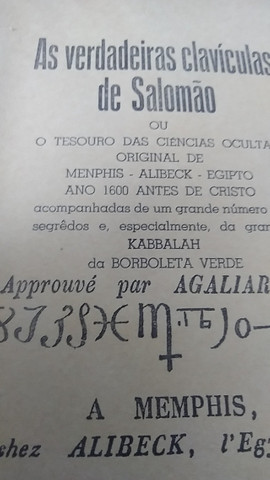 As verdadeiras clavículas
de Salomão
OU
O TESOURO DAS CIÊNCIAS OCULTA
ORIGINAL DE
MENPHIS - ALIBECK - EGIPTO
ANO 1600 ANTES DE CRISTO
acompanhadas de um grande número
segrêdos e, especialmente, da gran
KABBALAH
da BORBOLETA VERDE
Approuvé par AGALIAR
A MEMPHIS,
chez ALIBECK, l'Eg